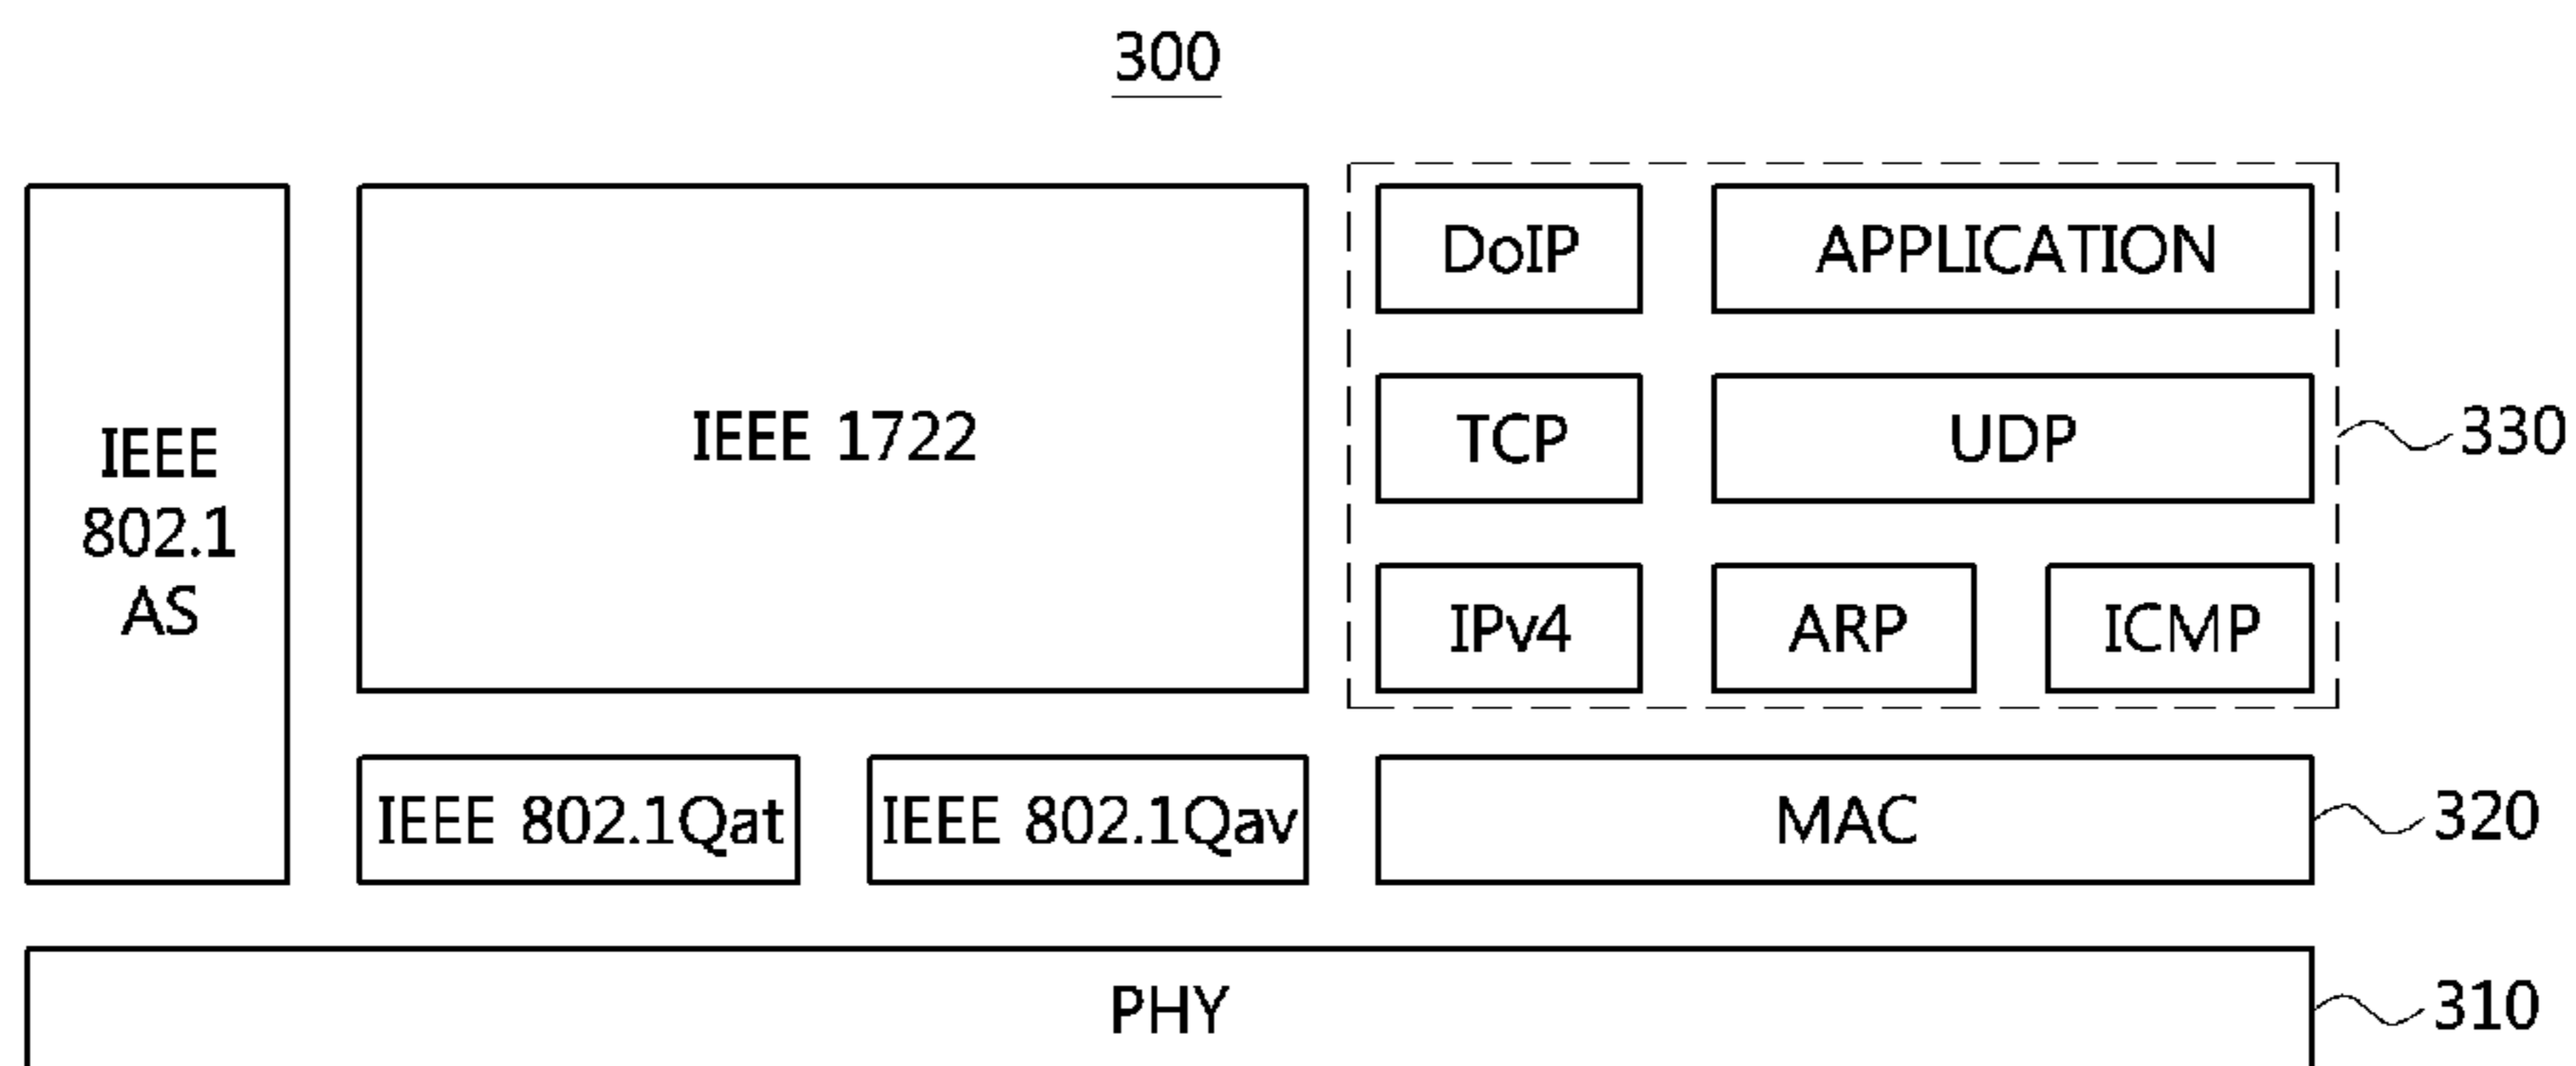 300
DoIP
APPLICATION
IEEE
802.1
AS
IEEE 1722
TCP
UDP
330
IPv4
ARP
ICMP
IEEE 802.1Qat
IEEE 802.1Qav
MAC
320
PHY
310